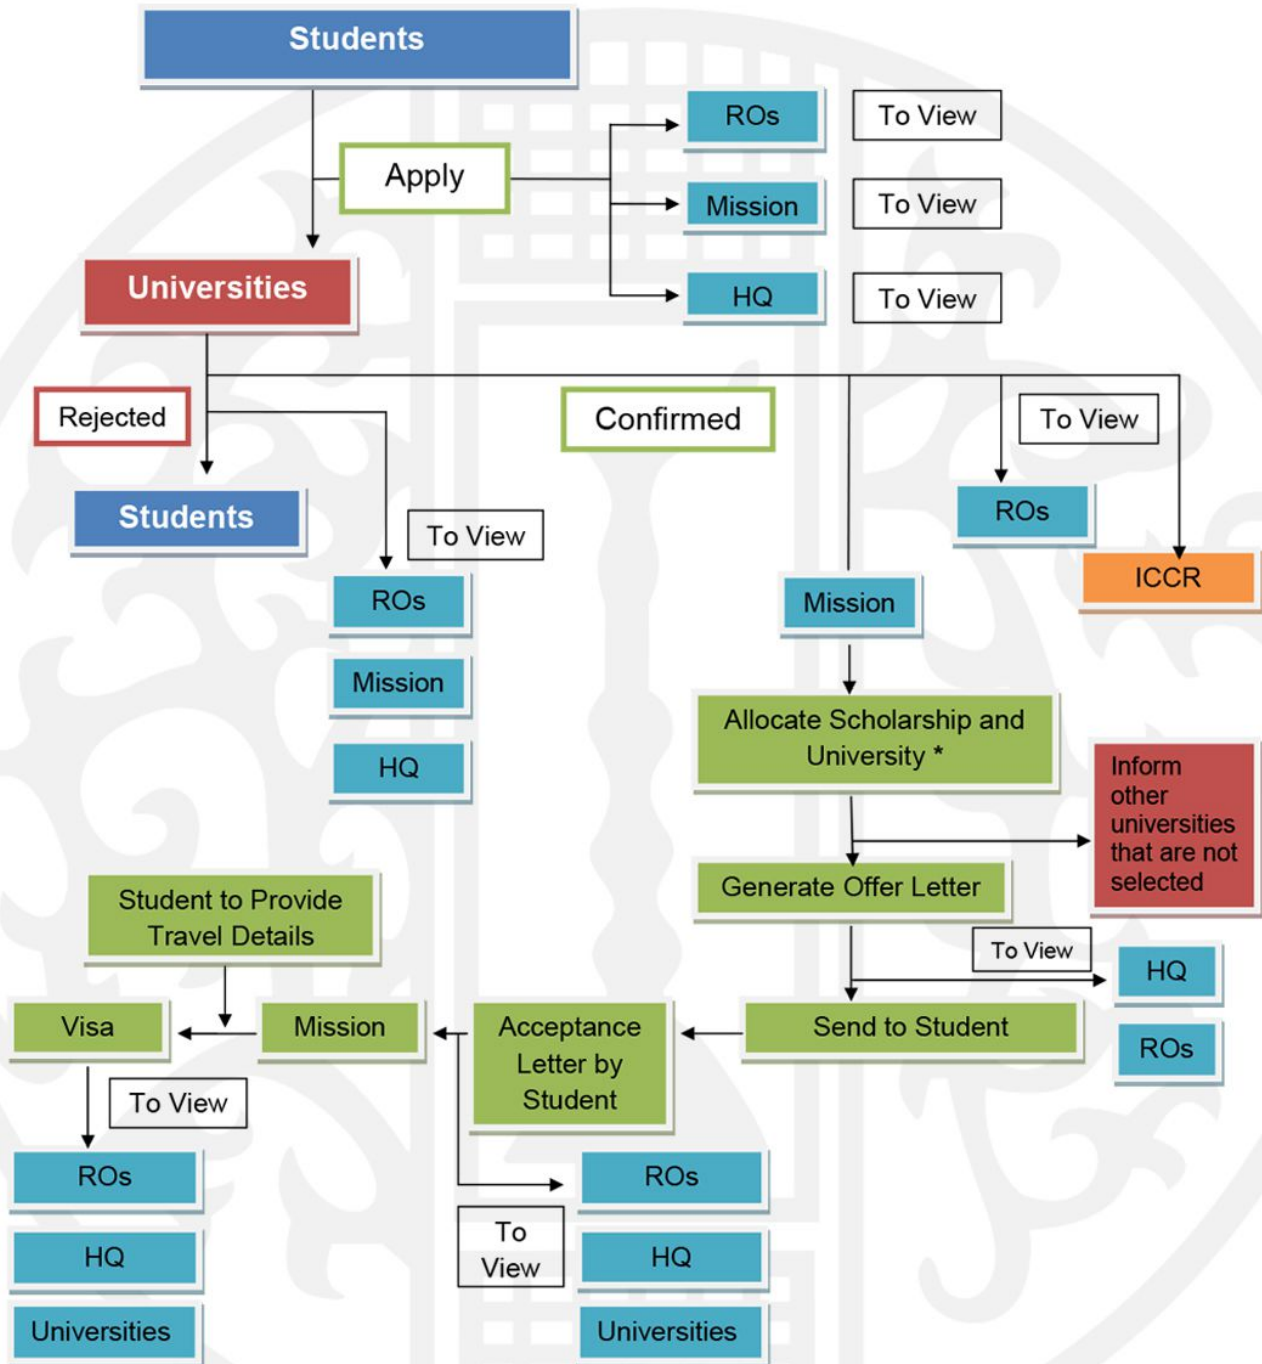 Students
ROs
To View
Apply
Mission
To View
Universities
HQ
To View
Rejected
Confirmed
To View
Students
ROs
To View
ICCR
ROs
Mission
Mission
HQ
Allocate Scholarship and
University *
Inform
other
universities
that are not
selected
Generate Offer Letter
Student to Provide
Travel Details
To View
HQ
Visa
Mission
Acceptance
Letter by
Student
Send to Student
ROs
To View
ROs
HQ
Universities
To
View
ROs
HQ
Universities